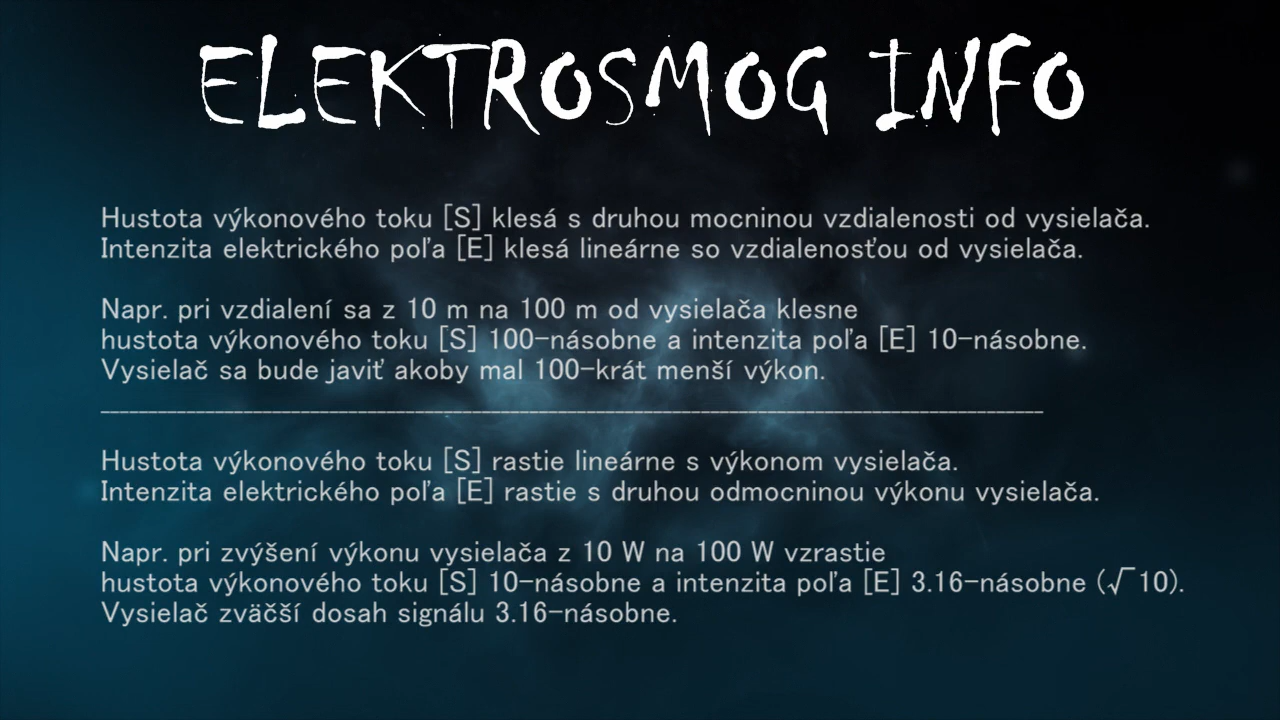 ELEKTROSMOG INFO
Hustota výkonového toku [S] klesá s druhou mocninou vzdialenosti od vysielača.
Intenzita elektrického poľa [E] klesá lineárne so vzdialenosťou od vysielača.
Napr. pri vzdialení sa z 10 m na 100 m od vysielača klesne
hustota výkonového toku [S] 100-násobne a intenzita poľa [E] 10-násobne.
Vysielač sa bude javiť akoby mal 100-krát menší výkon.
Hustota výkonového toku [S] rastie lineárne s výkonom vysielača.
Intenzita elektrického poľa [E] rastie s druhou odmocninou výkonu vysielača.
Napr. pri zvýšení výkonu vysielača z 10 W na 100 W vzrastie
hustota výkonového toku [S] 10-násobne a intenzita poľa [E] 3.16-násobne (√10).
Vysielač zväčší dosah signálu 3.16-násobne.